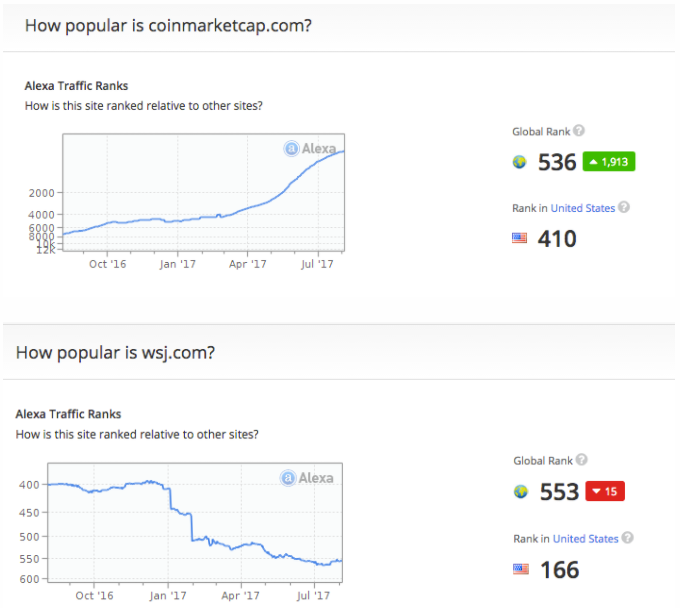 How popular is coinmarketcap.com?
Alexa Traffic Ranks
How is this site ranked relative to other sites?
a Alexa
2000
4000
6000
8000
10k
12k
Oct '16 Jan '17 Apr '17 Jul '17
Global Rank ?
536 1,913
Rank in United States ?
410
How popular is wsj.com?
Alexa Traffic Ranks
How is this site ranked relative to other sites?
a Alexa
400
450
500
550
600
Oct '16 Jan '17 Apr '17 Jul '17
Global Rank ?
553 15
Rank in United States ?
166